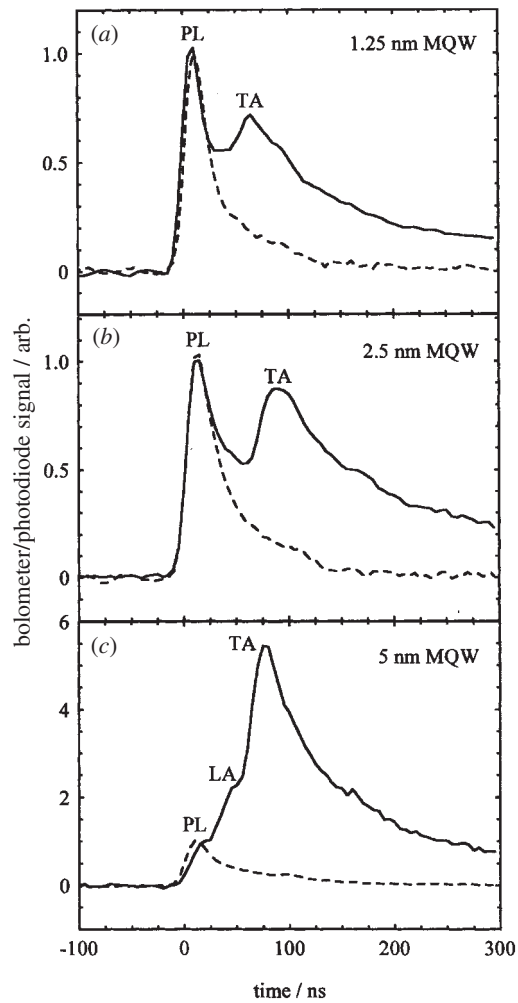 (a)
PL
1.25 nm MQW
1.0
TA
0.5
0
(b)
PL
2.5 nm MQW
1.0
TA
0.5
0
bolometer/photodiode signal / arb.
6
(c)
TA
5 nm MQW
4
LA
2
PL
0
-100
0
100
200
300
time / ns